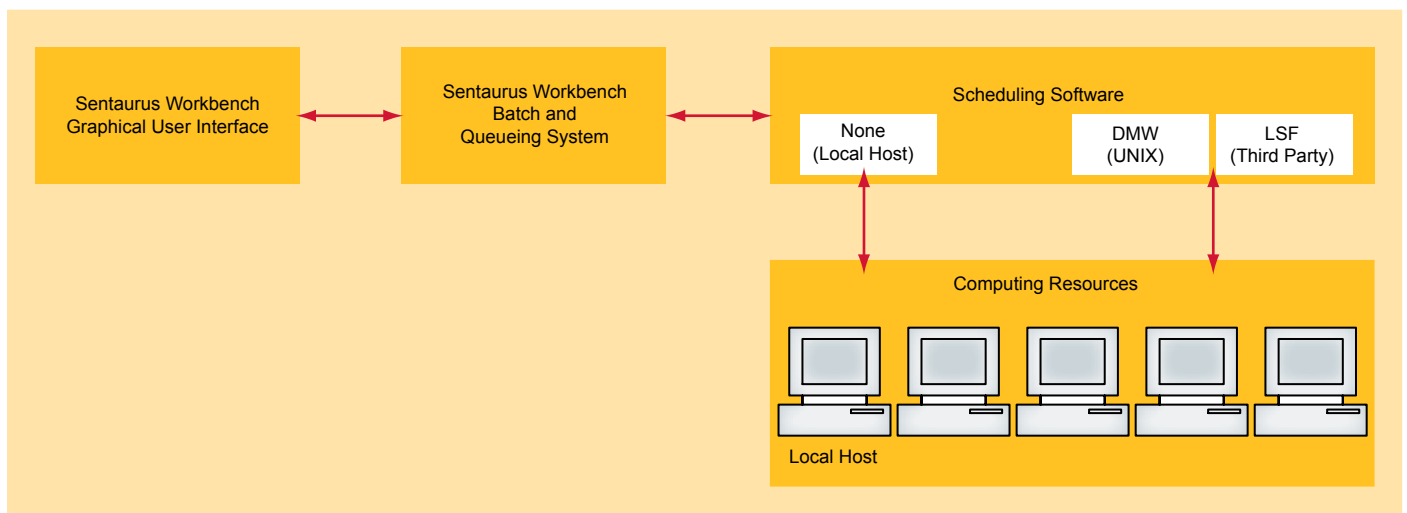 Sentaurus Workbench
Graphical User Interface
Sentaurus Workbench
Batch and
Queueing System
Scheduling Software
None
(Local Host)
DMW
(UNIX)
LSF
(Third Party)
Computing Resources
Local Host